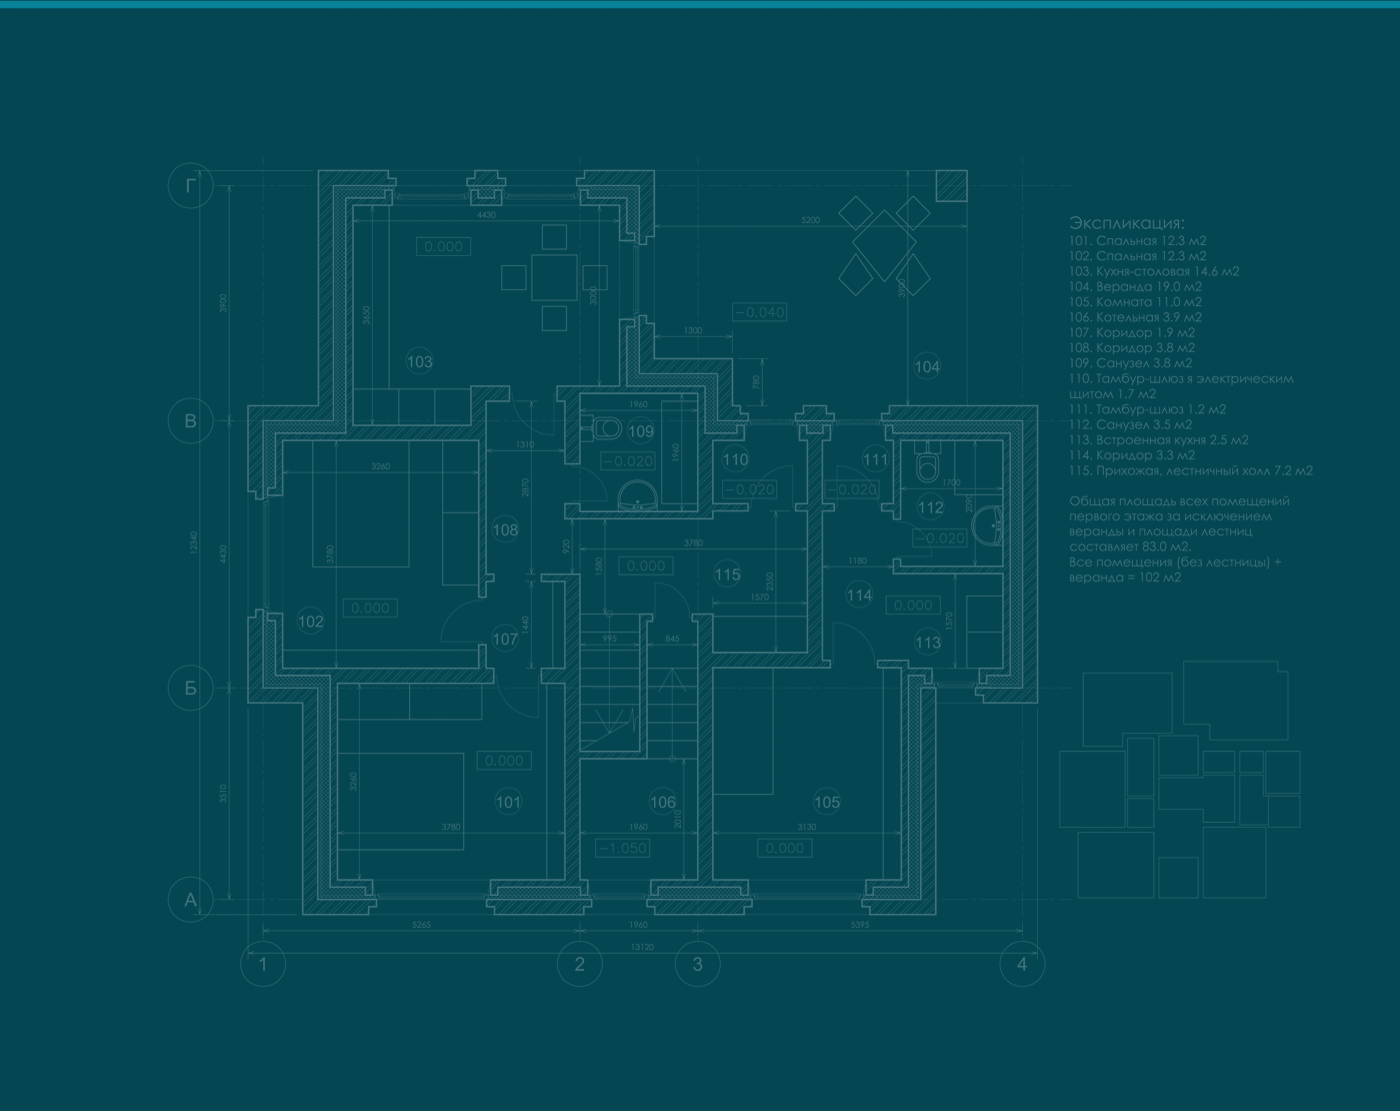 Г
4430
5200
0.000
3900
3000
3650
3900
−0.040
1300
103
104
780
В
1960
109
1310
1960
110
111
−0.020
−0.020
−0.020
3260
2870
1700
2090
112
108
−0.020
12340
4430
3780
920
3780
1580
0.000
115
2350
1180
1570
114
0.000
0.000
102
107
1440
1570
113
995
845
Б
3510
3260
0.000
101
106
105
2010
3780
1960
3130
−1.050
0.000
А
5265
1960
5395
13120
1
2
3
4
Экспликация:
101. Спальная 12.3 м2
102. Спальная 12.3 м2
103. Кухня-столовая 14.6 м2
104. Веранда 19.0 м2
105. Комната 11.0 м2
106. Котельная 3.9 м2
107. Коридор 1.9 м2
108. Коридор 3.8 м2
109. Санузел 3.8 м2
110. Тамбур-шлюз я электрическим
щитом 1.7 м2
111. Тамбур-шлюз 1.2 м2
112. Санузел 3.5 м2
113. Встроенная кухня 2.5 м2
114. Коридор 3.3 м2
115. Прихожая, лестничный холл 7.2 м2
Общая площадь всех помещений
первого этажа за исключением
веранды и площади лестниц
составляет 83.0 м2.
Все помещения (без лестницы) +
веранда = 102 м2